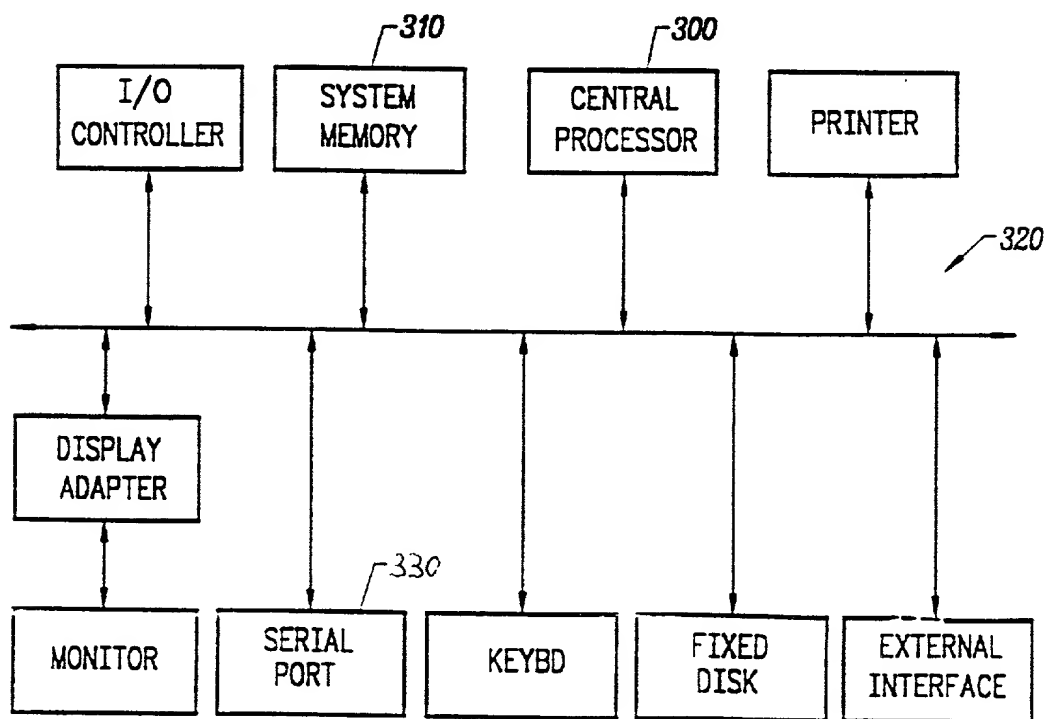 310
300
I/O
CONTROLLER
SYSTEM
MEMORY
CENTRAL
PROCESSOR
PRINTER
320
DISPLAY
ADAPTER
330
MONITOR
SERIAL
PORT
KEYBD
FIXED
DISK
EXTERNAL
INTERFACE